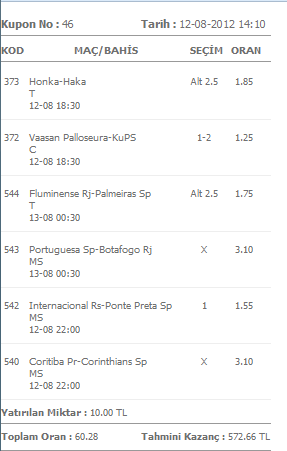 Kupon No : 46 Tarih : 12-08-2012 14:10
KOD MAÇ/BAHİS SEÇİM ORAN
373 Honka-Haka Alt 2.5 1.85
T
12-08 18:30
372 Vaasan Palloseura-KuPS 1-2 1.25
C
12-08 18:30
544 Fluminense Rj-Palmeiras Sp Alt 2.5 1.75
T
13-08 00:30
543 Portuguesa Sp-Botafogo Rj X 3.10
MS
13-08 00:30
542 Internacional Rs-Ponte Preta Sp 1 1.55
MS
12-08 22:00
540 Coritiba Pr-Corinthians Sp X 3.10
MS
12-08 22:00
Yatırılan Miktar : 10.00 TL
Toplam Oran : 60.28 Tahmini Kazanç : 572.66 TL